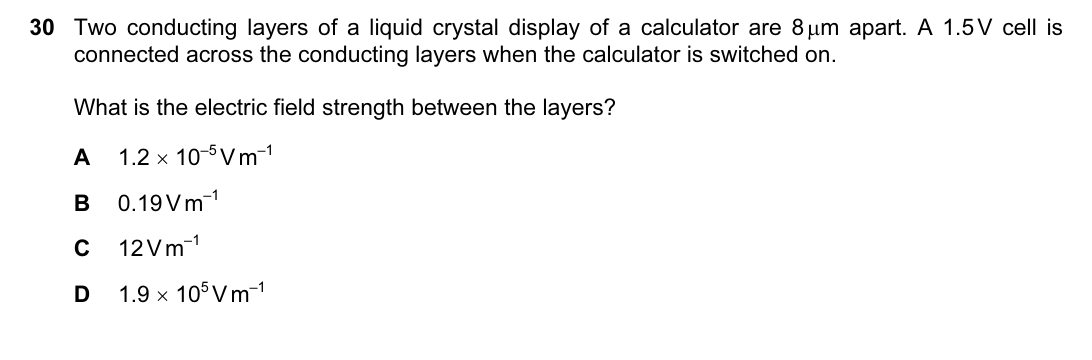 30 Two conducting layers of a liquid crystal display of a calculator are 8 μm apart. A 1.5 V cell is
connected across the conducting layers when the calculator is switched on.
What is the electric field strength between the layers?
A 1.2 × 10⁻⁵ V m⁻¹
B 0.19 V m⁻¹
C 12 V m⁻¹
D 1.9 × 10⁵ V m⁻¹